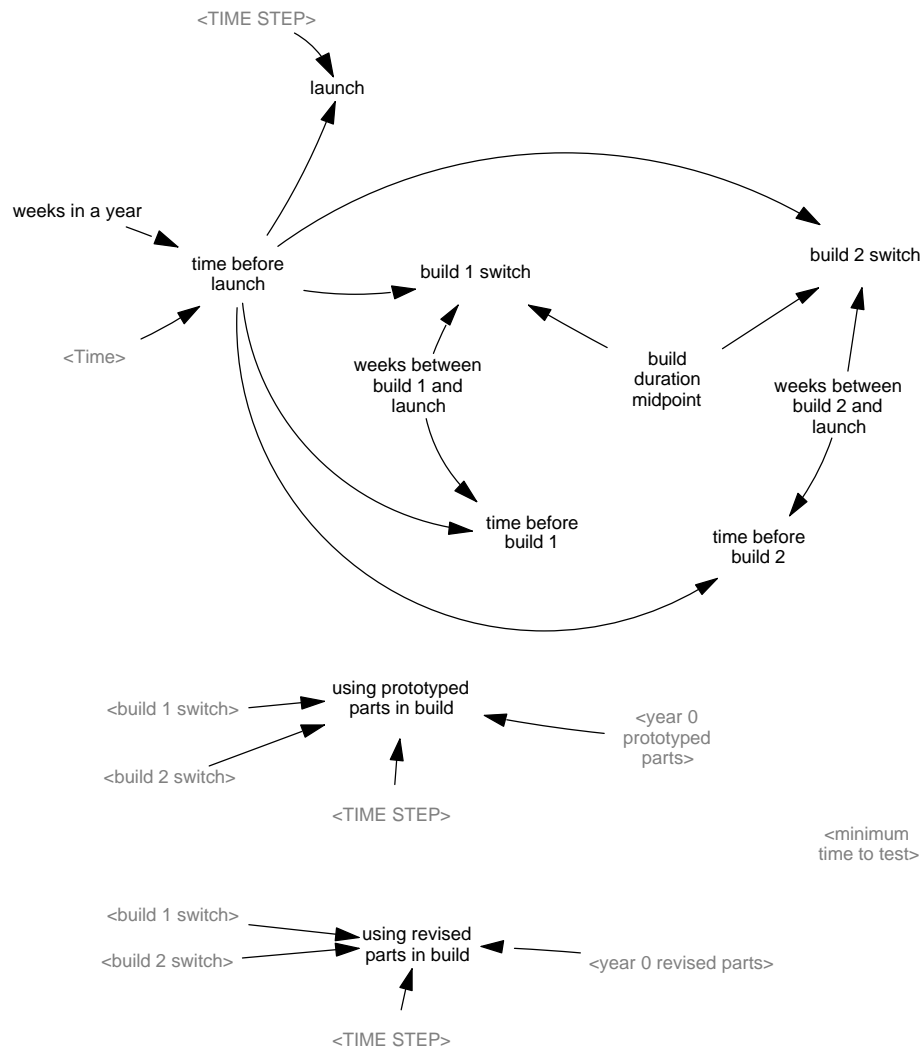 <TIME STEP>
launch
weeks in a year
time before
launch
build 1 switch
build 2 switch
<Time>
weeks between
build 1 and
launch
build
duration
midpoint
weeks between
build 2 and
launch
time before
build 1
time before
build 2
using prototyped
parts in build
<build 1 switch>
<year 0
prototyped
parts>
<build 2 switch>
<TIME STEP>
<minimum
time to test>
<build 1 switch>
using revised
parts in build
<build 2 switch>
<year 0 revised parts>
<TIME STEP>